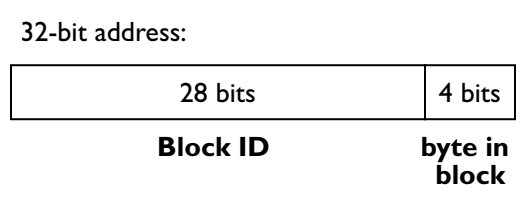 32-bit address:
28 bits 4 bits
Block ID byte in
block